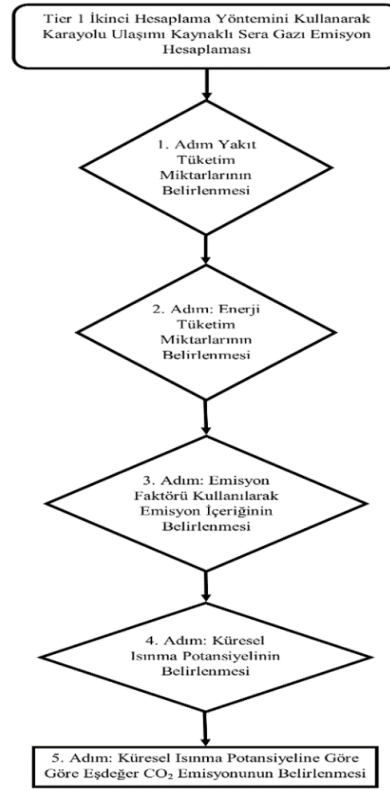 Tier 1 İkinci Hesaplama Yöntemini Kullanarak
Karayolu Ulaşımı Kaynaklı Sera Gazı Emisyon
Hesaplaması
1. Adım Yakıt
Tüketim
Miktarlarının
Belirlenmesi
2. Adım: Enerji
Tüketim
Miktarlarının
Belirlenmesi
3. Adım: Emisyon
Faktörü Kullanılarak
Emisyon İçeriğinin
Belirlenmesi
4. Adım: Küresel
Isınma Potansiyelinin
Belirlenmesi
5. Adım: Küresel Isınma Potansiyeline Göre
Göre Eşdeğer CO₂ Emisyonunun Belirlenmesi